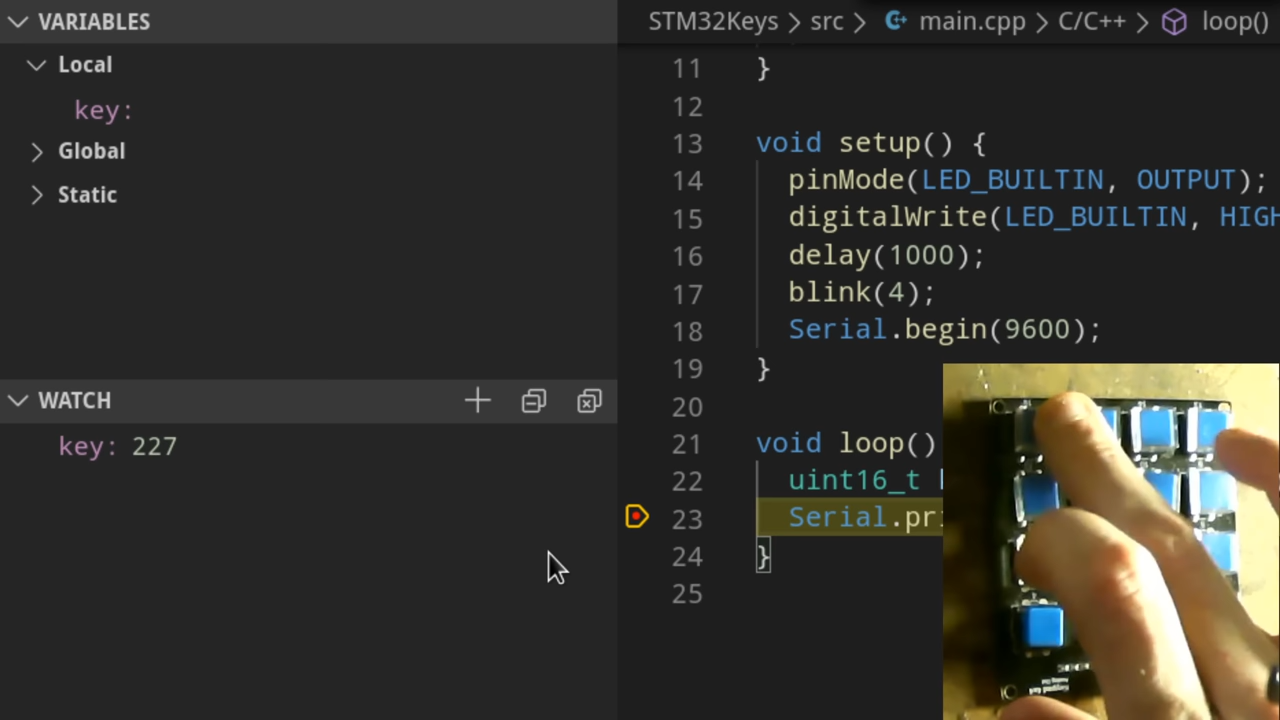 VARIABLES
Local
key:
Global
Static
WATCH
key: 227
STM32Keys > src > main.cpp > C/C++ > loop()
11 }
12
13 void setup() {
14 pinMode(LED_BUILTIN, OUTPUT);
15 digitalWrite(LED_BUILTIN, HIGH
16 delay(1000);
17 blink(4);
18 Serial.begin(9600);
19 }
20
21 void loop()
22 uint16_t
23 Serial.pri
24 }
25